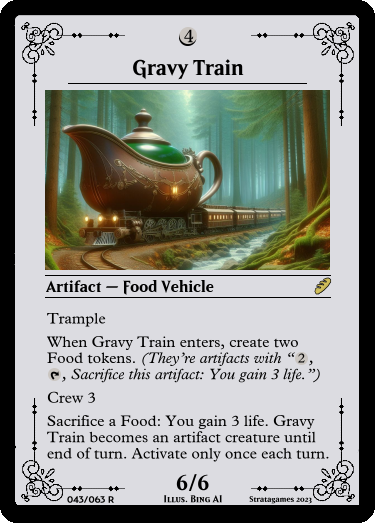 4
Gravy Train
Artifact — Food Vehicle
Trample
When Gravy Train enters, create two
Food tokens. (They're artifacts with “2,
, Sacrifice this artifact: You gain 3 life.”)
Crew 3
Sacrifice a Food: You gain 3 life. Gravy
Train becomes an artifact creature until
end of turn. Activate only once each turn.
6/6
043/063 R Illus. Bing AI Stratagames 2023